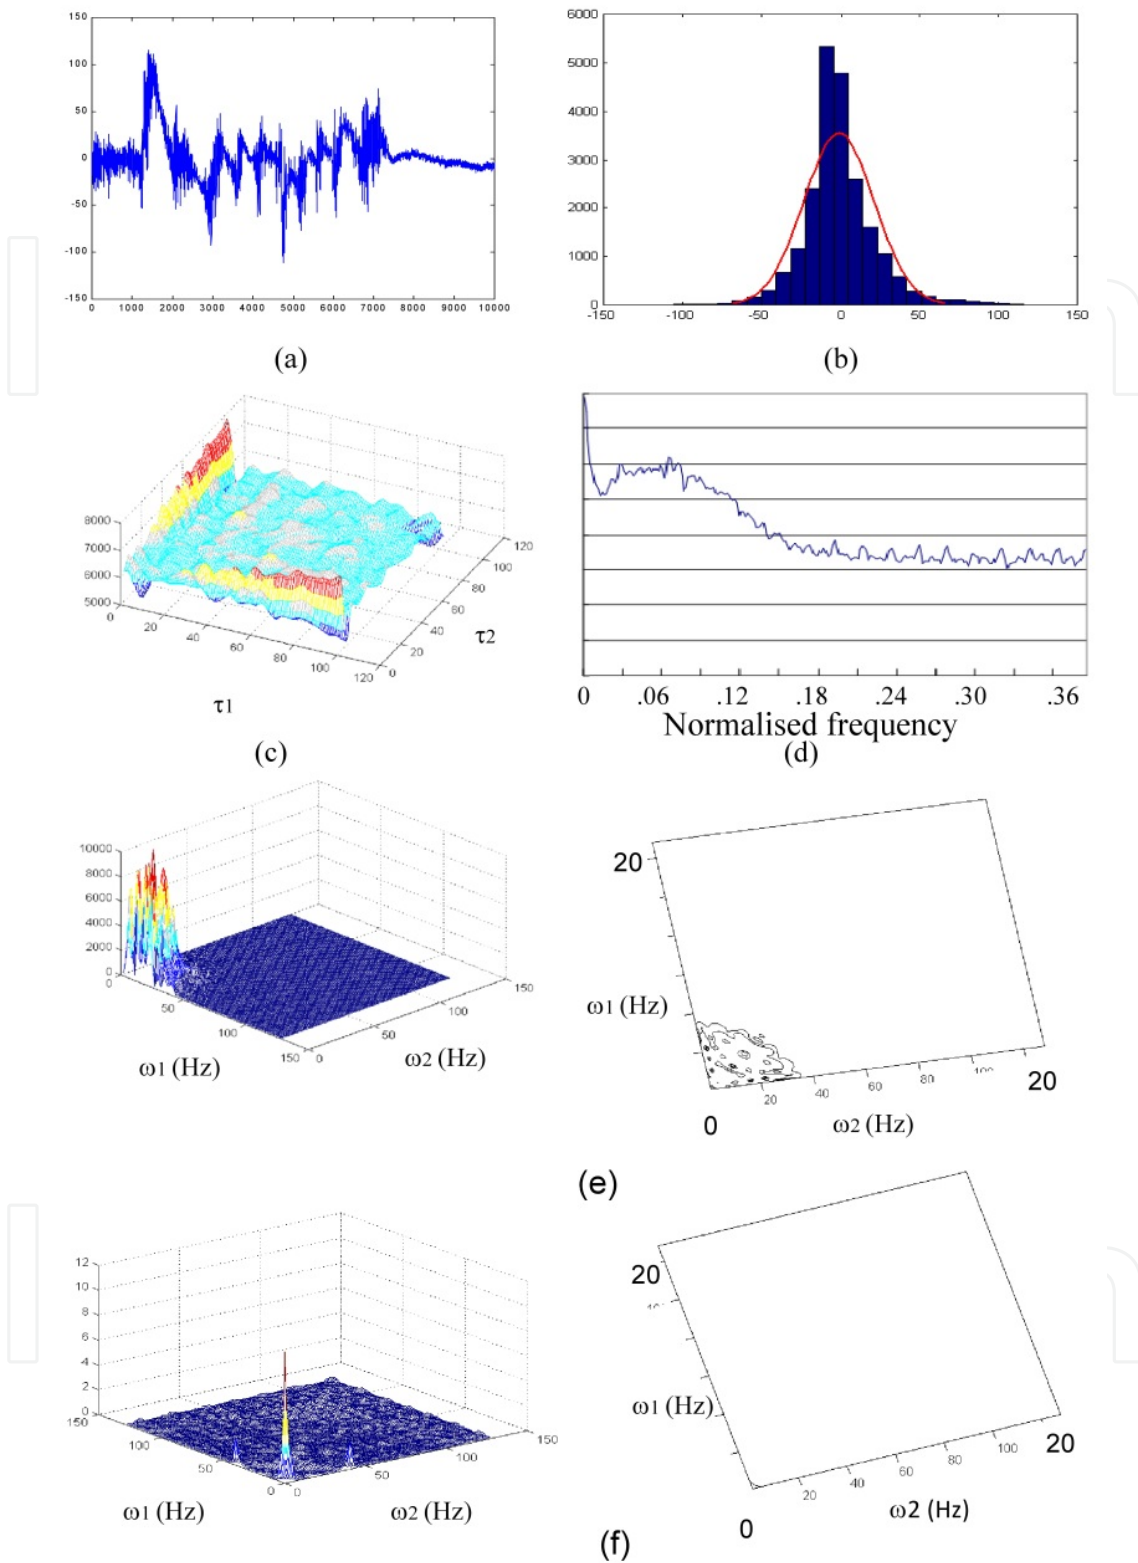 150
100
50
0
-50
-100
-150
0 1000 2000 3000 4000 5000 6000 7000 8000 9000 10000
(a)
6000
5000
4000
3000
2000
1000
0
-150 -100 -50 0 50 100 150
(b)
8000
7000
6000
5000
0 20 40 60 80 100 120
0 20 40 60 80 100 120
τ2
τ1
(c)
0 .06 .12 .18 .24 .30 .36
Normalised frequency
(d)
10000
8000
6000
4000
2000
0
0 50 100 150
0 50 100 150
ω1 (Hz)
ω2 (Hz)
20
ω1 (Hz)
20 40 60 80
0
20
ω2 (Hz)
(e)
12
10
8
6
4
2
0
150 100 50 0
0 50 100 150
ω1 (Hz)
ω2 (Hz)
20
ω1 (Hz)
20 40 60 80 100
0
20
ω2 (Hz)
(f)